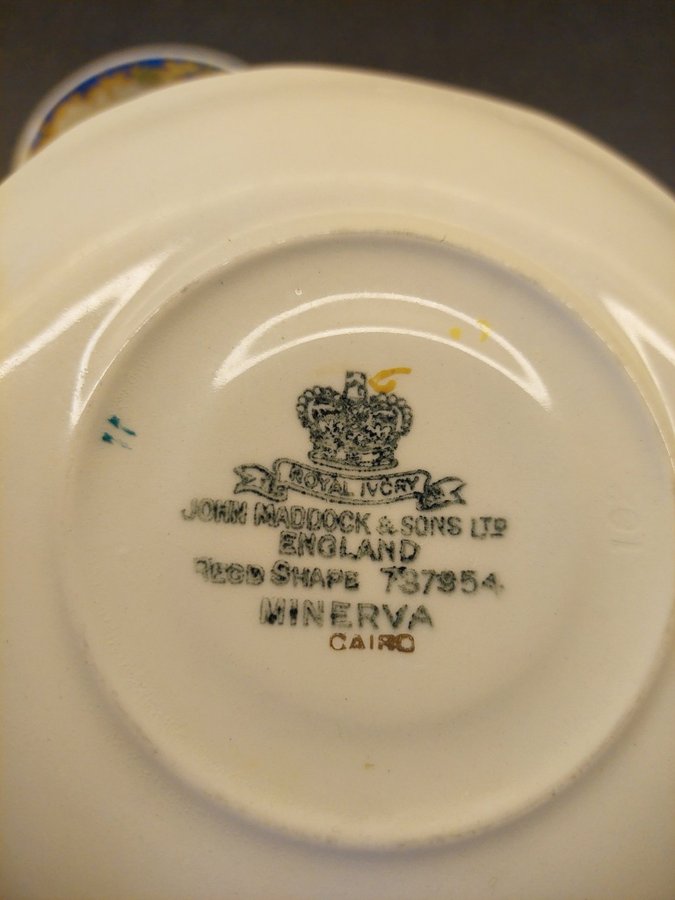 ROYAL IVORY
JOHN MADDOCK & SONS LTD
ENGLAND
REGD SHAPE 737954
MINERVA
CAIRO